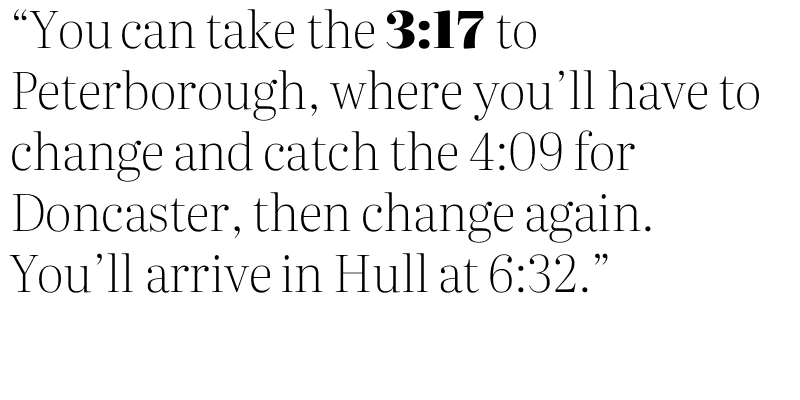 “You can take the 3:17 to
Peterborough, where you’ll have to
change and catch the 4:09 for
Doncaster, then change again.
You’ll arrive in Hull at 6:32.”